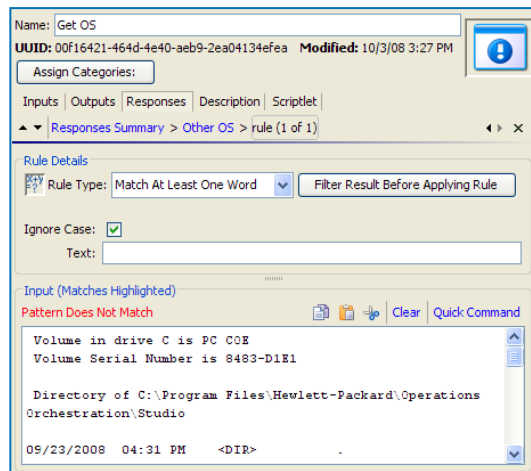 Name: Get OS
UUID: 00f16421-464d-4e40-aeb9-2ea04134efea Modified: 10/3/08 3:27 PM
Assign Categories:
Inputs Outputs Responses Description Scriptlet
Responses Summary > Other OS > rule (1 of 1)
Rule Details
x+y =? Rule Type: Match At Least One Word Filter Result Before Applying Rule
Ignore Case:
Text:
Input (Matches Highlighted)
Pattern Does Not Match Clear Quick Command
Volume in drive C is PC COE
Volume Serial Number is 8483-D1E1
Directory of C:\Program Files\Hewlett-Packard\Operations
Orchestration\Studio
09/23/2008 04:31 PM <DIR> .